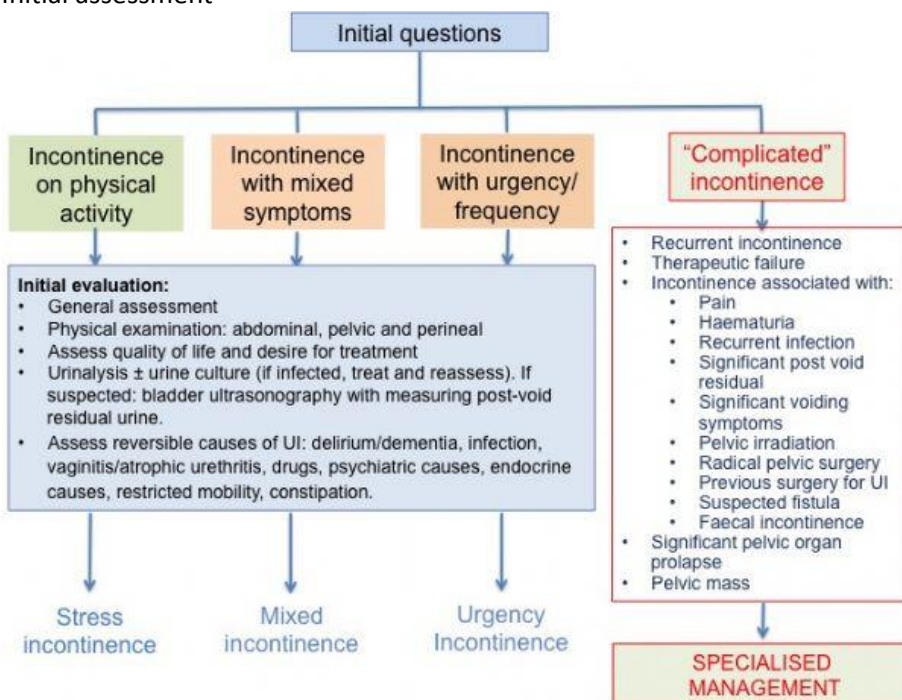 Initial assessment
Initial questions
Incontinence
on physical
activity
Incontinence
with mixed
symptoms
Incontinence
with urgency/
frequency
"Complicated"
incontinence
Initial evaluation:
• General assessment
• Physical examination: abdominal, pelvic and perineal
• Assess quality of life and desire for treatment
• Urinalysis ± urine culture (if infected, treat and reassess). If
suspected: bladder ultrasonography with measuring post-void
residual urine.
• Assess reversible causes of UI: delirium/dementia, infection,
vaginitis/atrophic urethritis, drugs, psychiatric causes, endocrine
causes, restricted mobility, constipation.
• Recurrent incontinence
• Therapeutic failure
• Incontinence associated with:
• Pain
• Haematuria
• Recurrent infection
• Significant post void
residual
• Significant voiding
symptoms
• Pelvic irradiation
• Radical pelvic surgery
• Previous surgery for UI
• Suspected fistula
• Faecal incontinence
• Significant pelvic organ
prolapse
• Pelvic mass
Stress
incontinence
Mixed
incontinence
Urgency
Incontinence
SPECIALISED
MANAGEMENT